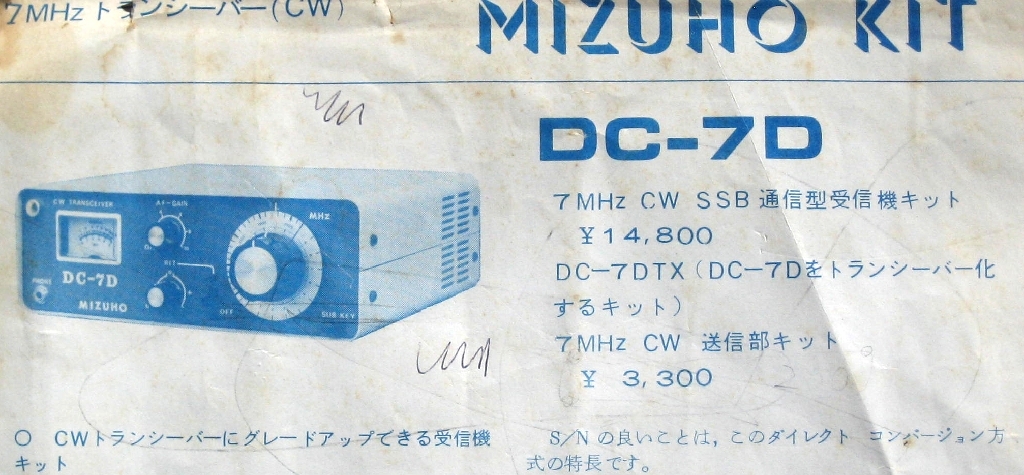 7MHz トランシーバー(CW)
MIZUHO KIT
DC-7D
CW TRANSCEIVER
AF-GAIN
MHz
RIT
DC-7D
MIZUHO
OFF
SUB KEY
7MHz CW SSB 通信型受信機キット
¥14,800
DC-7DTX(DC-7Dをトランシーバー化
するキット)
7MHz CW 送信部キット
¥ 3,300
○ CWトランシーバーにグレードアップできる受信機
キット
S/Nの良いことは,このダイレクト コンバージョン方
式の特長です。